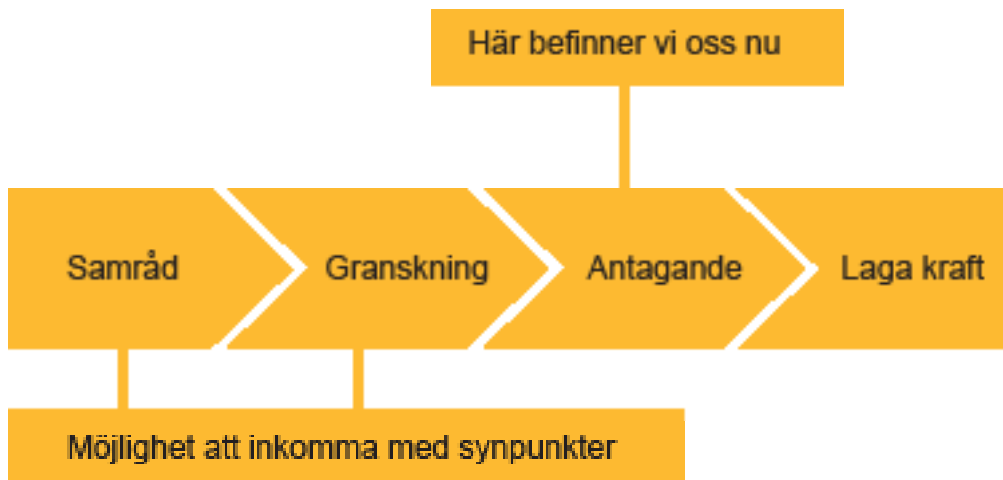 Här befinner vi oss nu
Samråd
Granskning
Antagande
Laga kraft
Möjlighet att inkomma med synpunkter